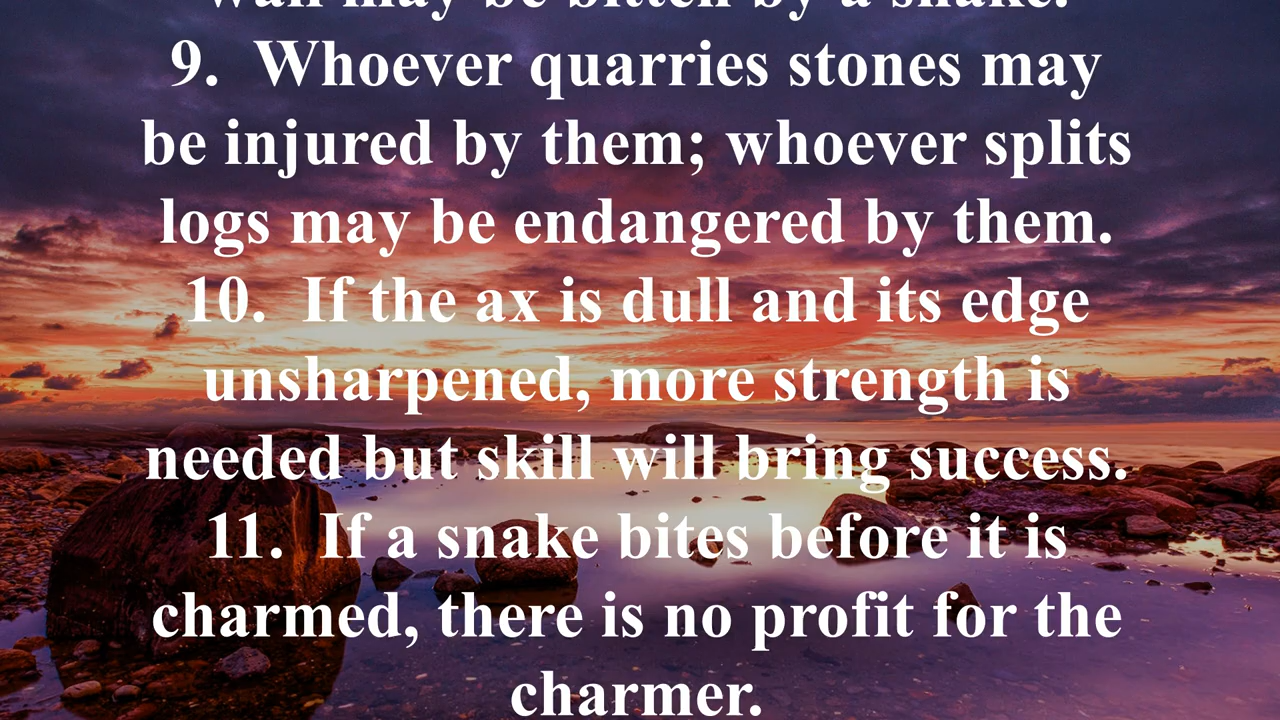 wall may be bitten by a snake.
9. Whoever quarries stones may
be injured by them; whoever splits
logs may be endangered by them.
10. If the ax is dull and its edge
unsharpened, more strength is
needed but skill will bring success.
11. If a snake bites before it is
charmed, there is no profit for the
charmer.